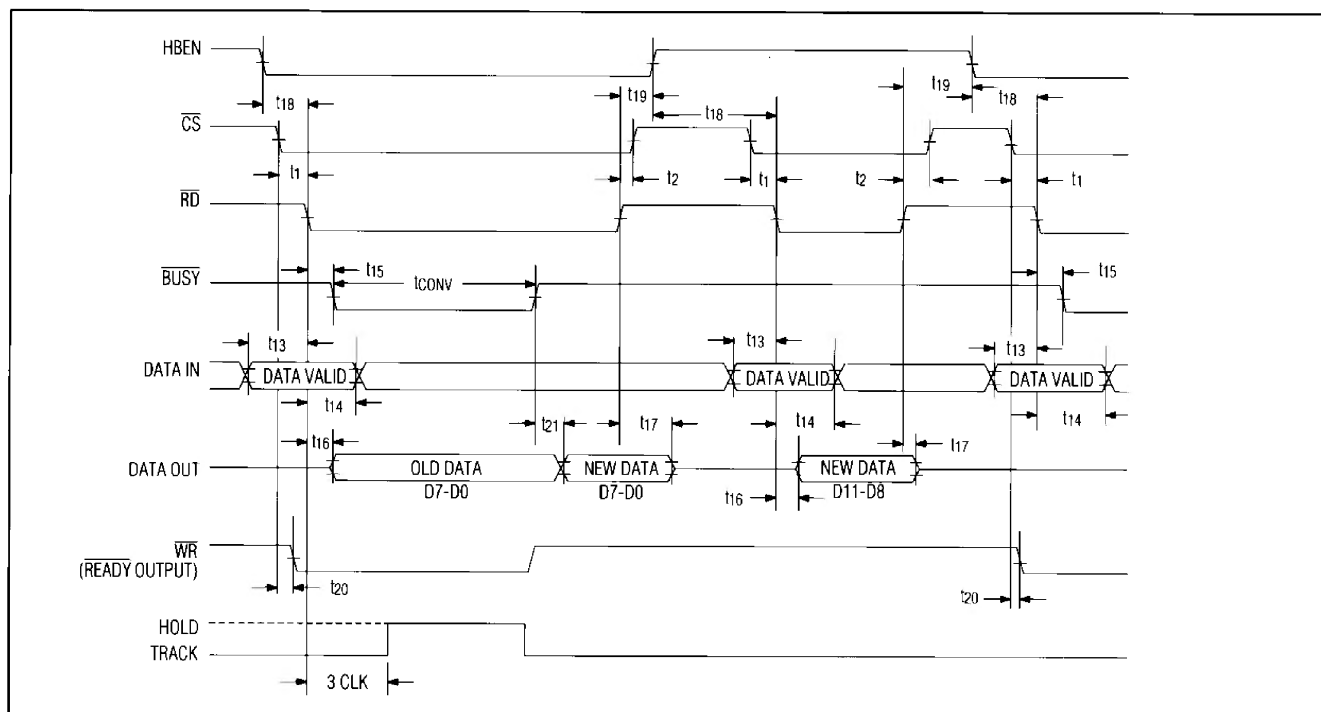 HBEN
t19
t19
t18
t18
t18
CS
t1
t2
t1
t2
t1
RD
t15
tCONV
t15
BUSY
t13
t13
t13
DATA IN
DATA VALID
DATA VALID
DATA VALID
t14
t14
t14
t16
t21
t17
t17
DATA OUT
OLD DATA
NEW DATA
NEW DATA
D7-D0
D7-D0
t16
D11-D8
WR
(READY OUTPUT)
t20
t20
HOLD
TRACK
3 CLK